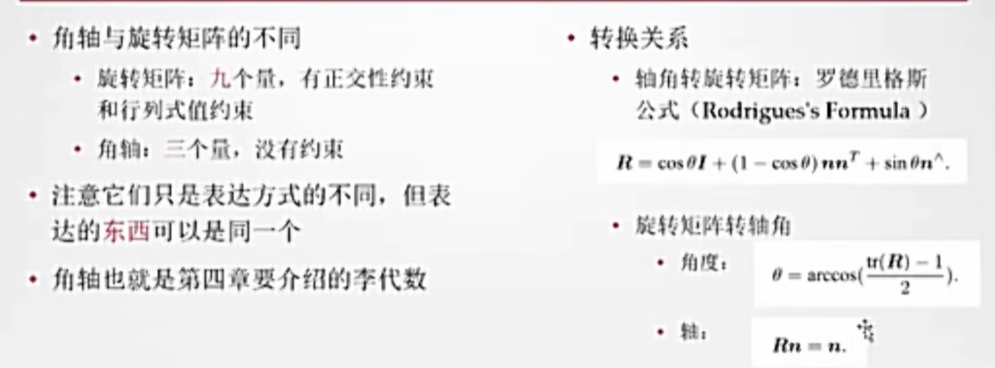 • 角轴与旋转矩阵的不同
• 旋转矩阵：九个量，有正交性约束
和行列式值约束
• 角轴：三个量，没有约束
• 注意它们只是表达方式的不同，但表
达的东西可以是同一个
• 角轴也就是第四章要介绍的李代数
• 转换关系
• 轴角转旋转矩阵：罗德里格斯
公式（Rodrigues's Formula ）
R = cos θI + (1 − cos θ) nnᵀ + sin θn^.
• 旋转矩阵转轴角
• 角度：
θ = arccos(\frac{tr(R) − 1}{2}).
• 轴：
Rn = n.